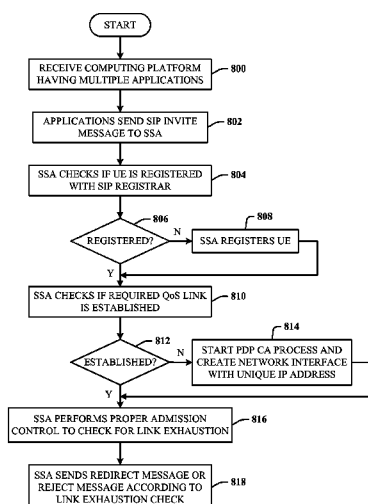 START
RECEIVE COMPUTING PLATFORM
HAVING MULTIPLE APPLICATIONS
800
APPLICATIONS SEND SIP INVITE
MESSAGE TO SSA
802
SSA CHECKS IF UE IS REGISTERED
WITH SIP REGISTRAR
804
806
REGISTERED?
N
808
SSA REGISTERS UE
Y
SSA CHECKS IF REQUIRED QoS LINK
IS ESTABLISHED
810
812
ESTABLISHED?
N
814
START PDP CA PROCESS AND
CREATE NETWORK INTERFACE
WITH UNIQUE IP ADDRESS
Y
SSA PERFORMS PROPER ADMISSION
CONTROL TO CHECK FOR LINK EXHAUSTION
816
SSA SENDS REDIRECT MESSAGE OR
REJECT MESSAGE ACCORDING TO
LINK EXHAUSTION CHECK
818